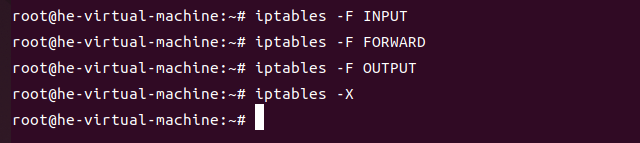 root@he-virtual-machine:~# iptables -F INPUT
root@he-virtual-machine:~# iptables -F FORWARD
root@he-virtual-machine:~# iptables -F OUTPUT
root@he-virtual-machine:~# iptables -X
root@he-virtual-machine:~#